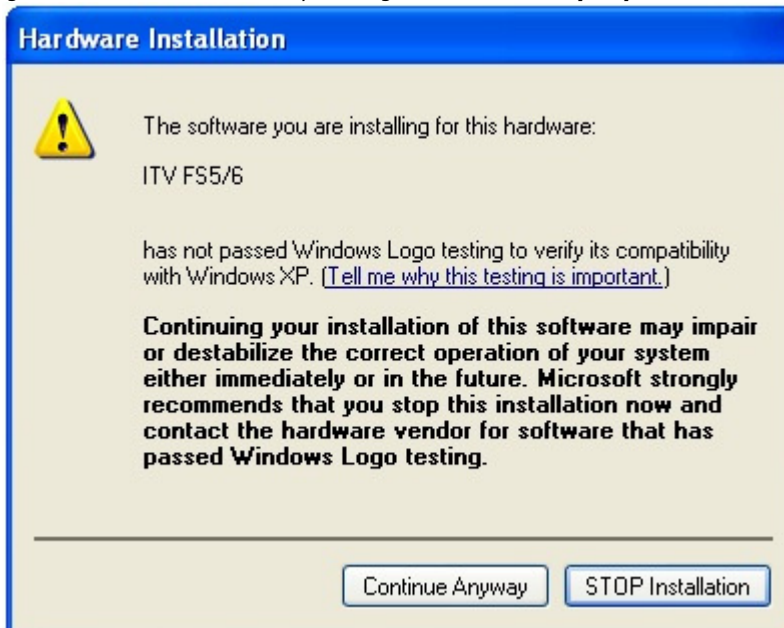 Hardware Installation
The software you are installing for this hardware:
ITV FS5/6
has not passed Windows Logo testing to verify its compatibility
with Windows XP. (Tell me why this testing is important.)
Continuing your installation of this software may impair
or destabilize the correct operation of your system
either immediately or in the future. Microsoft strongly
recommends that you stop this installation now and
contact the hardware vendor for software that has
passed Windows Logo testing.
Continue Anyway
STOP Installation